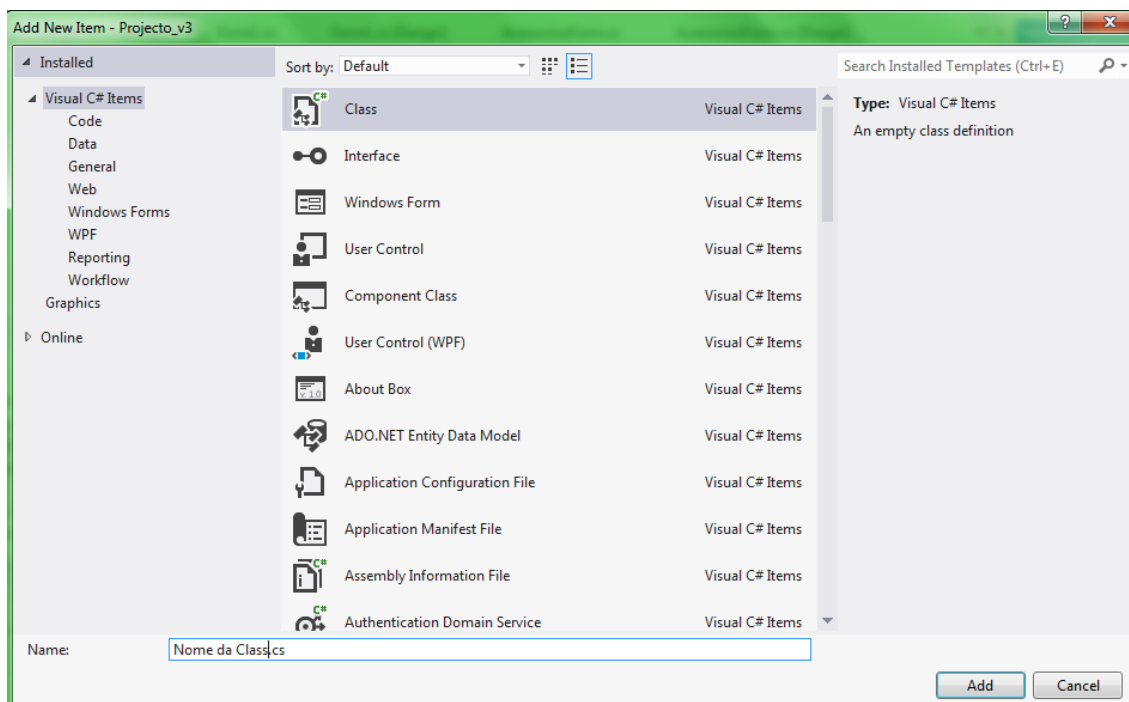 Add New Item - Projecto_v3
Installed
Visual C# Items
Code
Data
General
Web
Windows Forms
WPF
Reporting
Workflow
Graphics
Online
Sort by: Default
Class Visual C# Items
Interface Visual C# Items
Windows Form Visual C# Items
User Control Visual C# Items
Component Class Visual C# Items
User Control (WPF) Visual C# Items
About Box Visual C# Items
ADO.NET Entity Data Model Visual C# Items
Application Configuration File Visual C# Items
Application Manifest File Visual C# Items
Assembly Information File Visual C# Items
Authentication Domain Service Visual C# Items
Search Installed Templates (Ctrl+E)
Type: Visual C# Items
An empty class definition
Name: Nome da Class.cs
Add Cancel